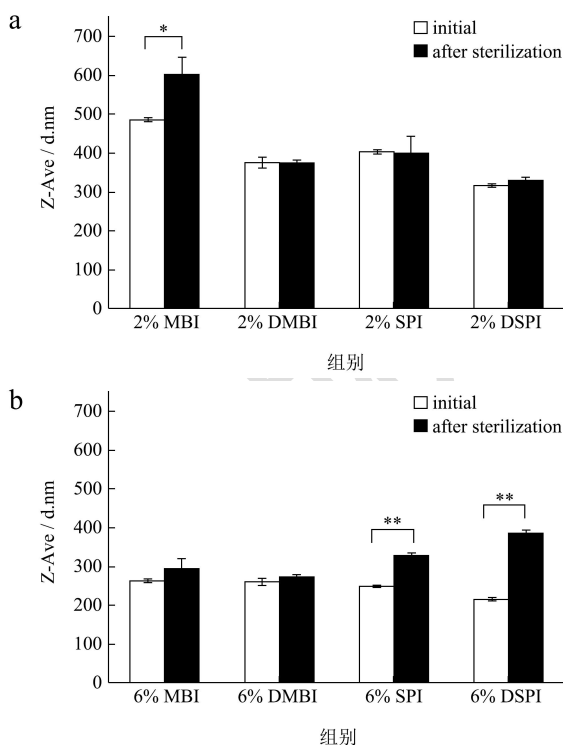 a
*
initial
after sterilization
700
600
500
400
300
200
100
0
Z-Ave / d.nm
2% MBI 2% DMBI 2% SPI 2% DSPI
组别
b
initial
after sterilization
700
600
500
400
300
200
100
0
Z-Ave / d.nm
** **
6% MBI 6% DMBI 6% SPI 6% DSPI
组别